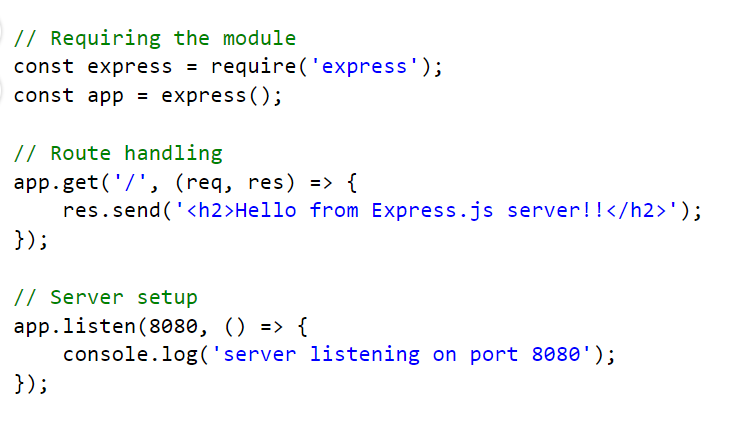 // Requiring the module
const express = require('express');
const app = express();
// Route handling
app.get('/', (req, res) => {
    res.send('<h2>Hello from Express.js server!!</h2>');
});
// Server setup
app.listen(8080, () => {
    console.log('server listening on port 8080');
});